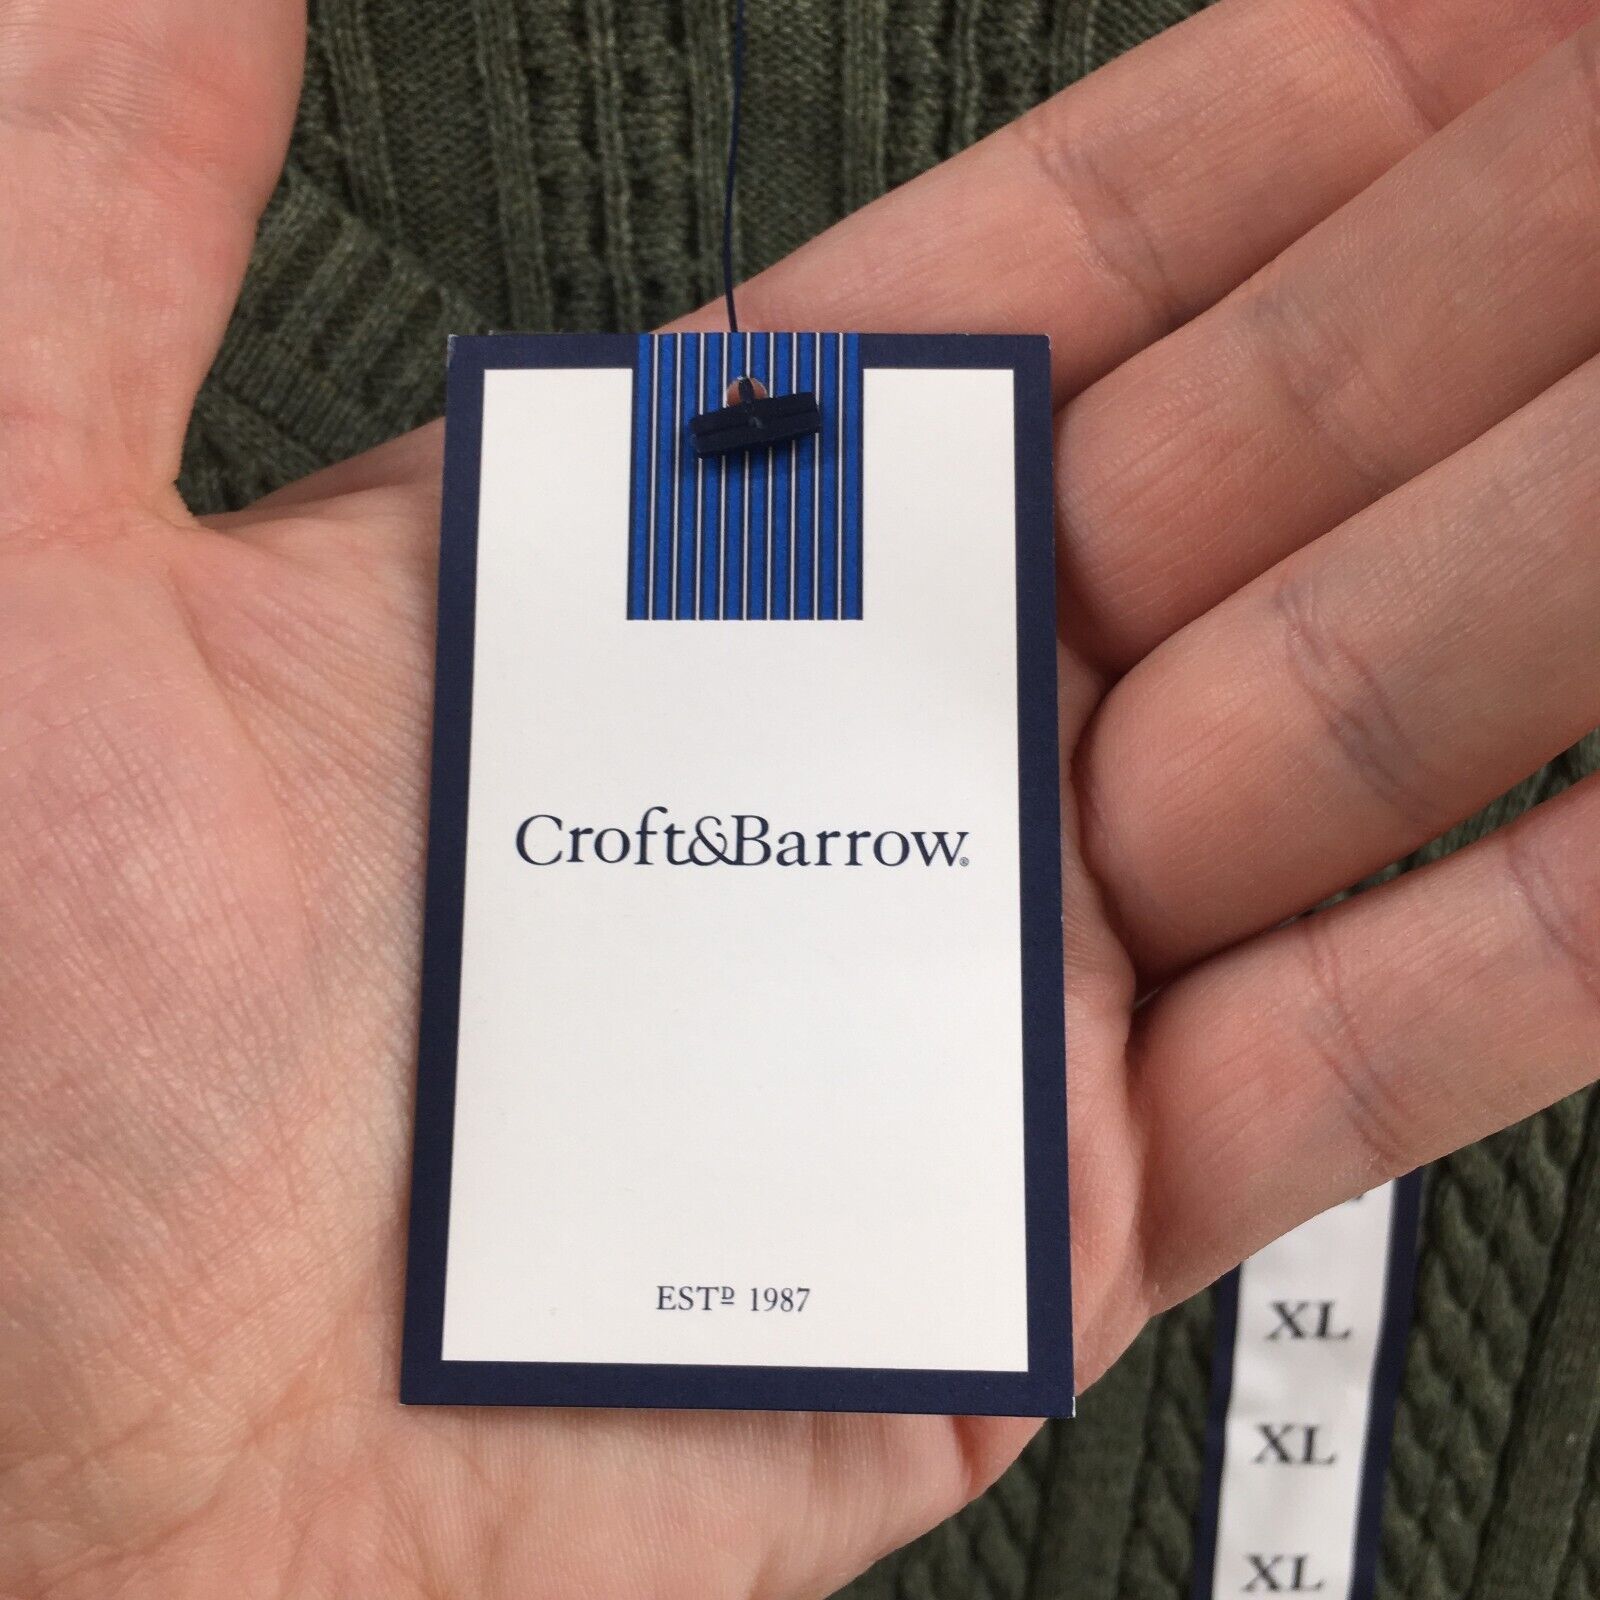 Croft&Barrow®
ESTᴰ 1987
XL
XL
XL